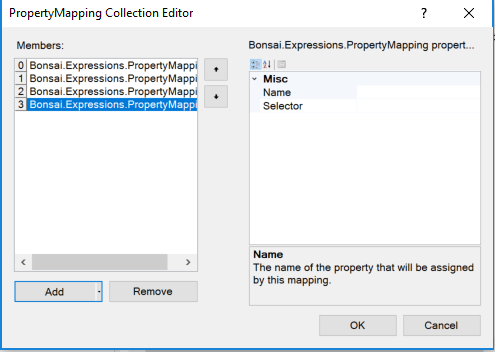 PropertyMapping Collection Editor
?
Members:
Bonsai.Expressions.PropertyMapping propert...
0 Bonsai.Expressions.PropertyMappi
1 Bonsai.Expressions.PropertyMappi
2 Bonsai.Expressions.PropertyMappi
3 Bonsai.Expressions.PropertyMappi
Misc
Name
Selector
Name
The name of the property that will be assigned
by this mapping.
Add
Remove
OK
Cancel